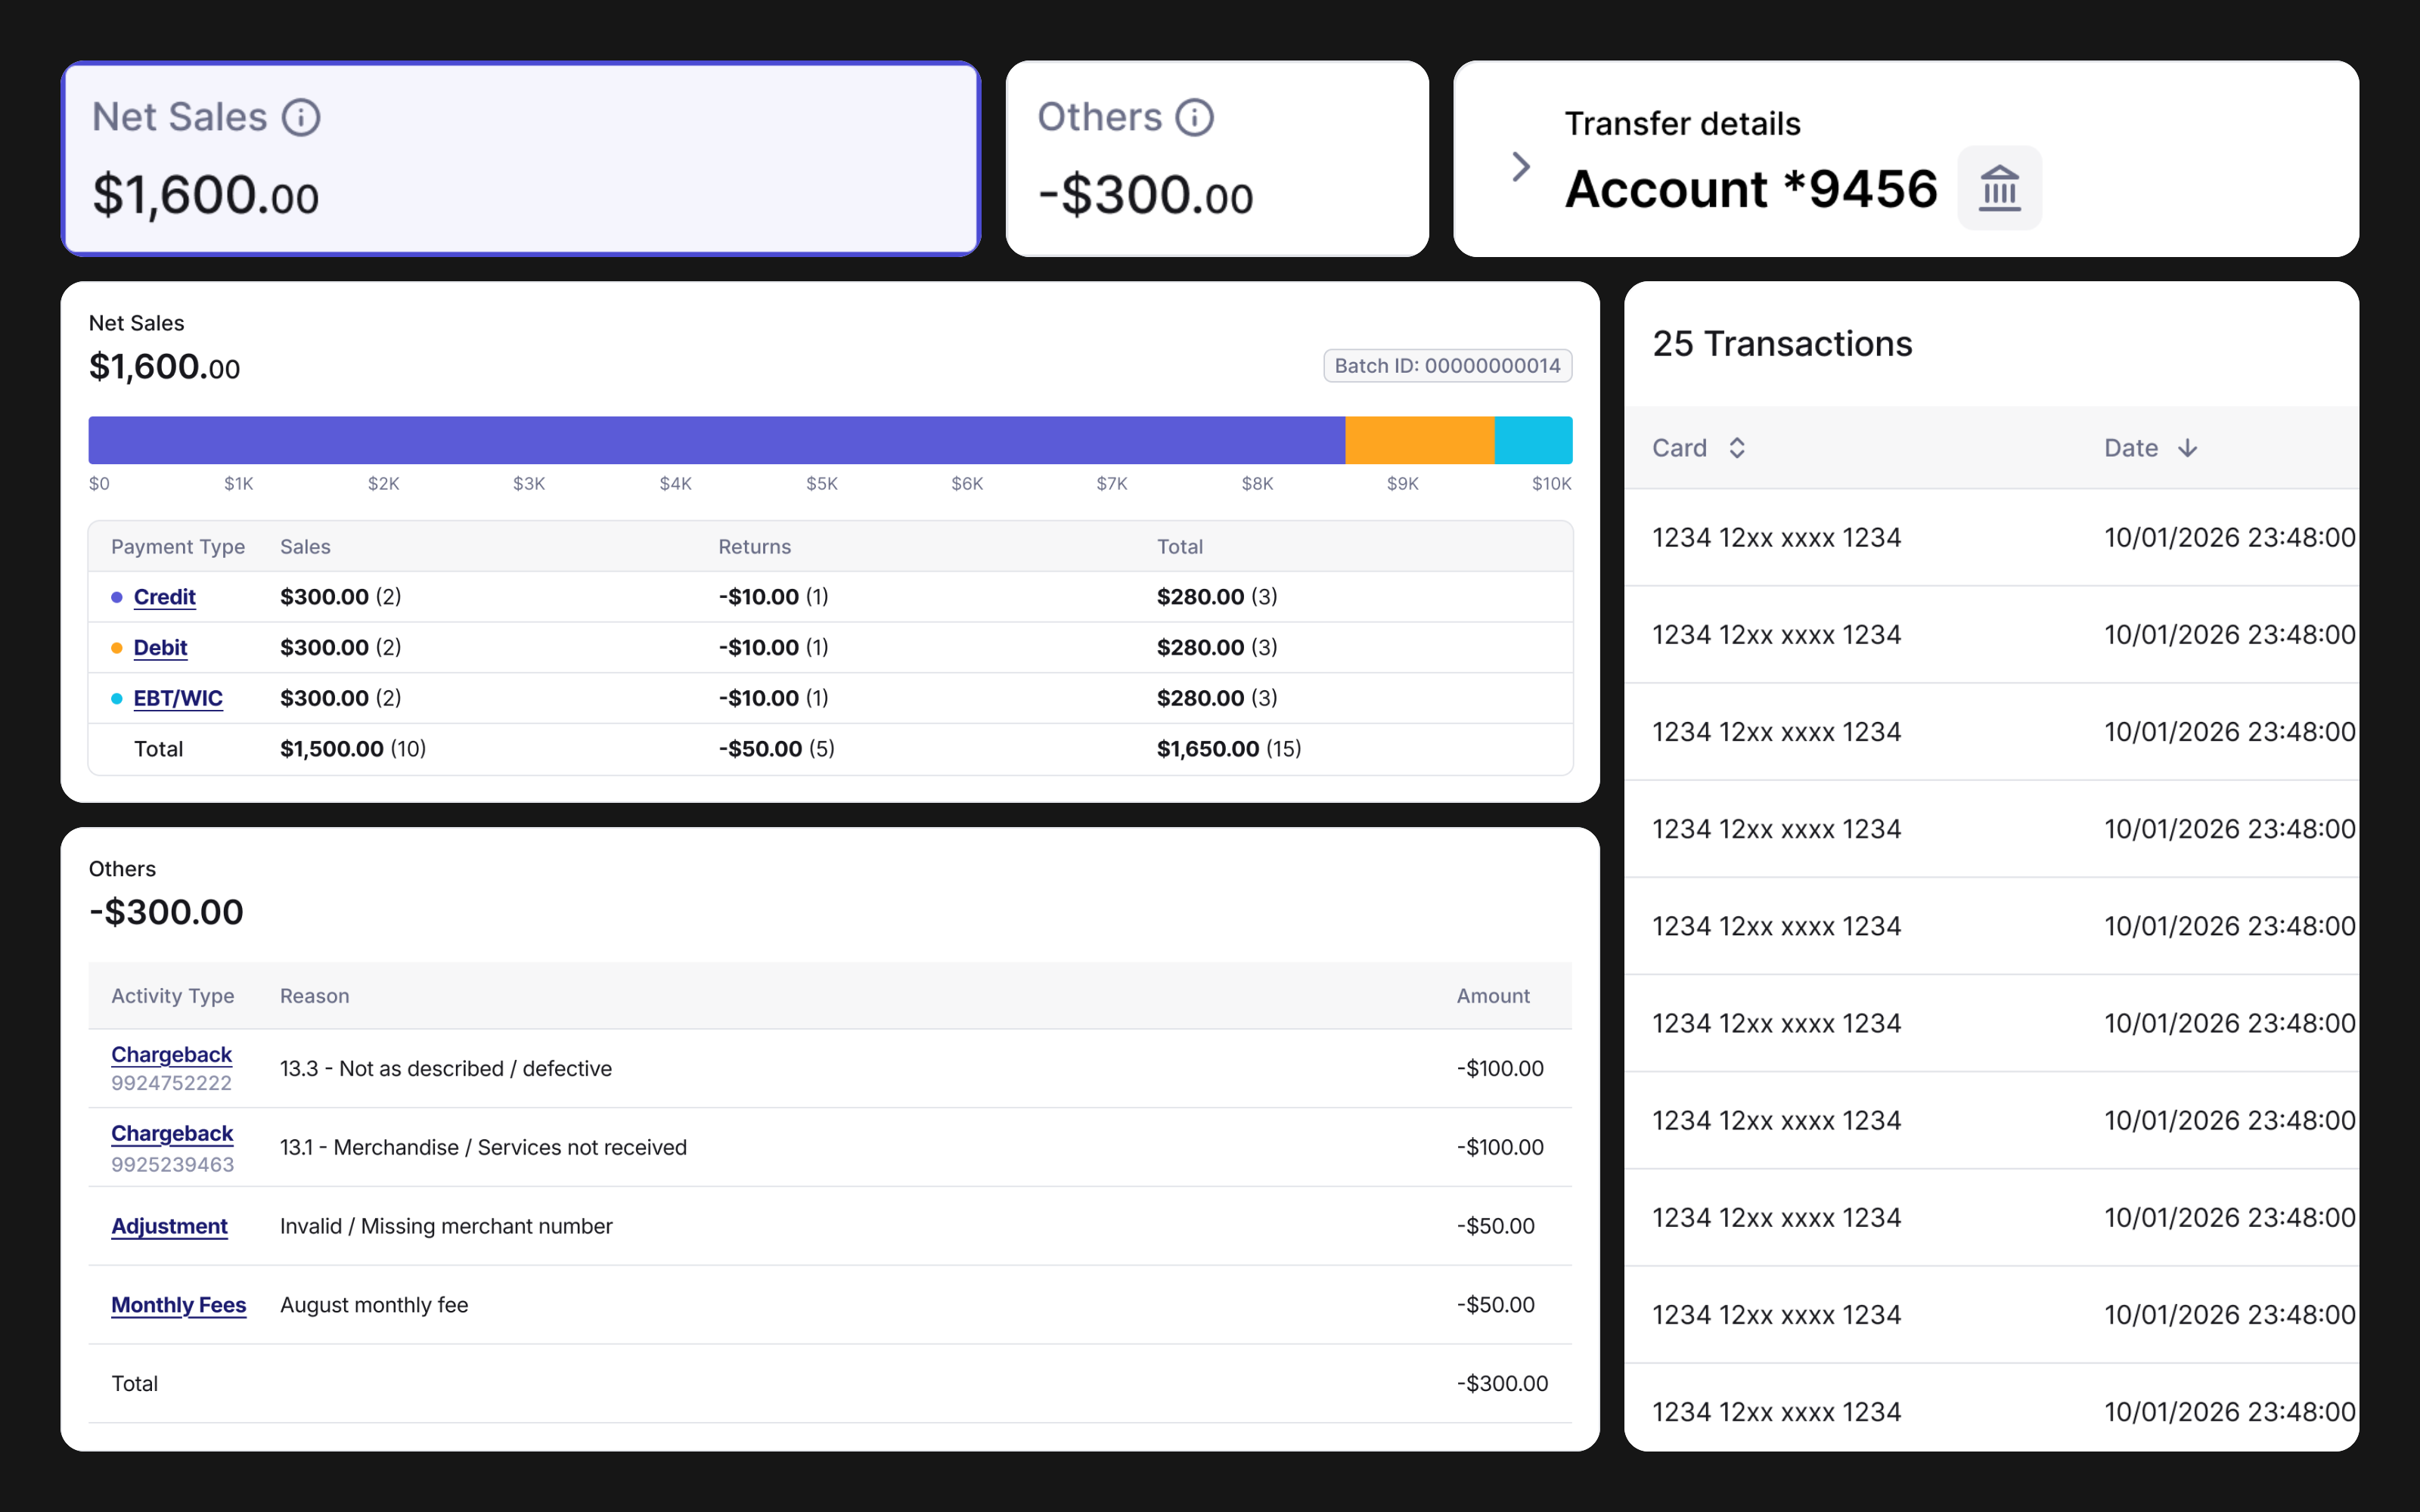 Net Sales
$1,600.00
Others
-$300.00
Transfer details
Account *9456
Net Sales
$1,600.00
Batch ID: 00000000014
$0 $1K $2K $3K $4K $5K $6K $7K $8K $9K $10K
Payment Type Sales Returns Total
Credit $300.00 (2) -$10.00 (1) $280.00 (3)
Debit $300.00 (2) -$10.00 (1) $280.00 (3)
EBT/WIC $300.00 (2) -$10.00 (1) $280.00 (3)
Total $1,500.00 (10) -$50.00 (5) $1,650.00 (15)
Others
-$300.00
Activity Type Reason Amount
Chargeback
9924752222
13.3 - Not as described / defective -$100.00
Chargeback
9925239463
13.1 - Merchandise / Services not received -$100.00
Adjustment Invalid / Missing merchant number -$50.00
Monthly Fees August monthly fee -$50.00
Total -$300.00
25 Transactions
Card Date
1234 12xx xxxx 1234 10/01/2026 23:48:00
1234 12xx xxxx 1234 10/01/2026 23:48:00
1234 12xx xxxx 1234 10/01/2026 23:48:00
1234 12xx xxxx 1234 10/01/2026 23:48:00
1234 12xx xxxx 1234 10/01/2026 23:48:00
1234 12xx xxxx 1234 10/01/2026 23:48:00
1234 12xx xxxx 1234 10/01/2026 23:48:00
1234 12xx xxxx 1234 10/01/2026 23:48:00
1234 12xx xxxx 1234 10/01/2026 23:48:00
1234 12xx xxxx 1234 10/01/2026 23:48:00